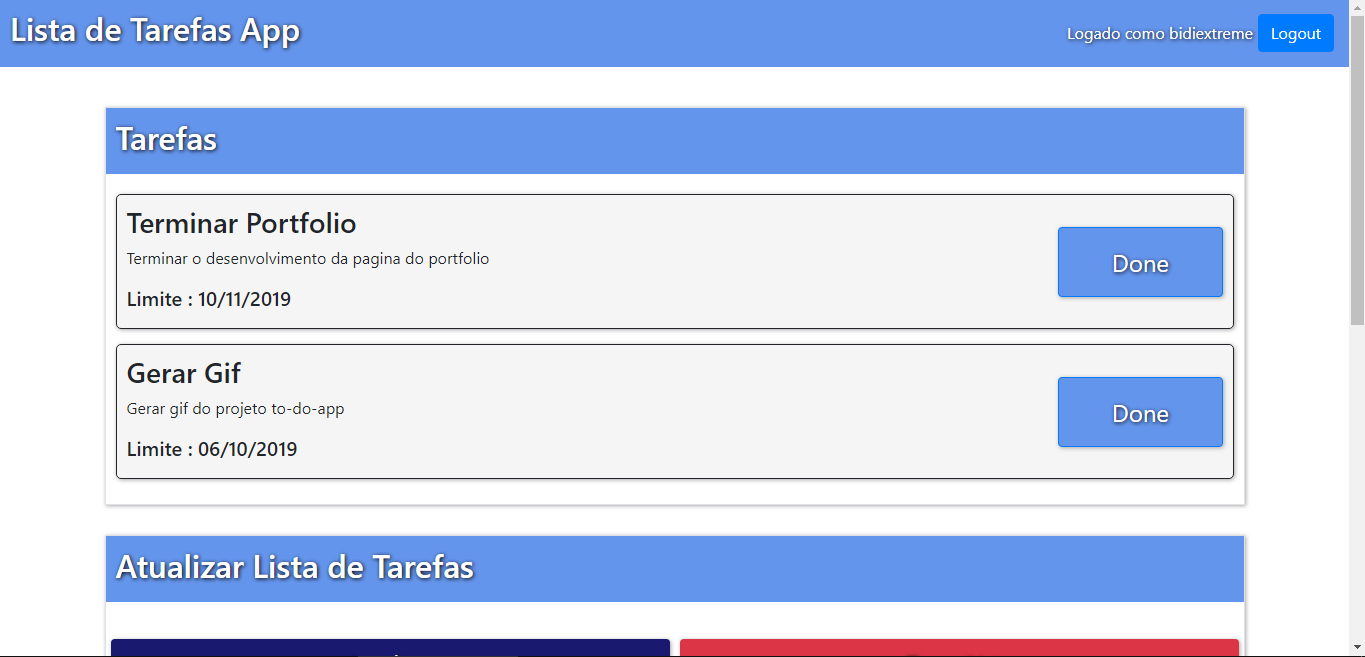 Lista de Tarefas App
Logado como bidiextreme Logout
Tarefas
Terminar Portfolio
Terminar o desenvolvimento da pagina do portfolio
Limite : 10/11/2019
Done
Gerar Gif
Gerar gif do projeto to-do-app
Limite : 06/10/2019
Done
Atualizar Lista de Tarefas